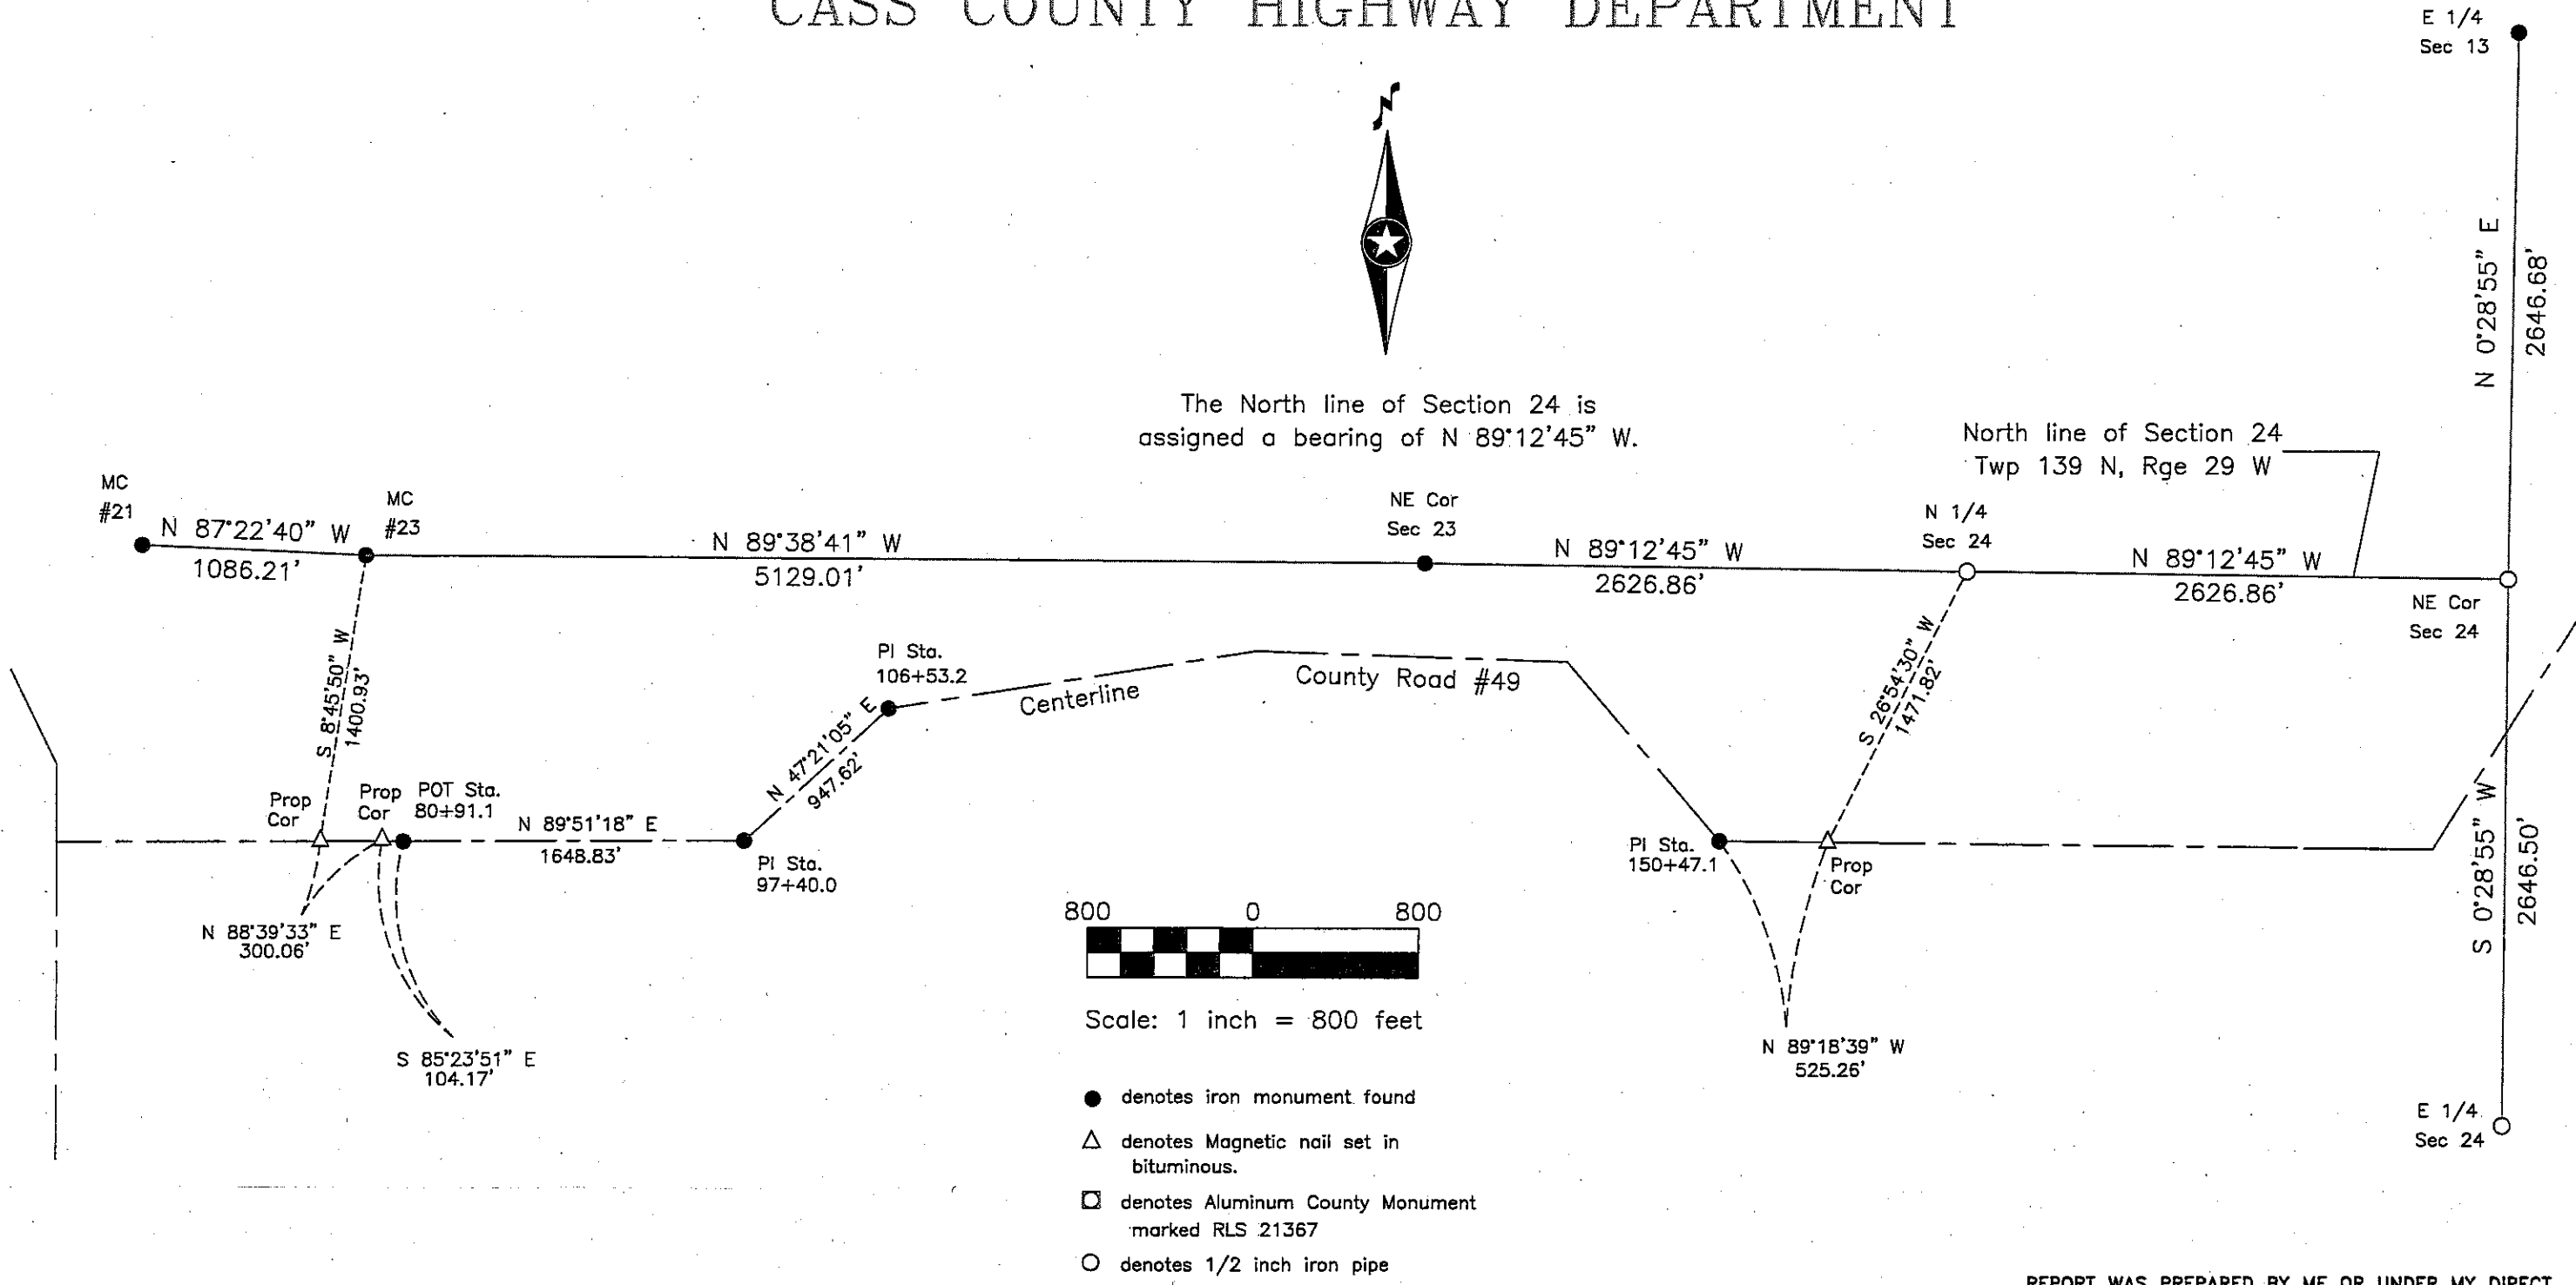 CASS COUNTY HIGHWAY DEPARTMENT
E 1/4
Sec 13
N
N 0°28'55" E
2646.68'
The North line of Section 24 is
assigned a bearing of N 89°12'45" W.
North line of Section 24
Twp 139 N, Rge 29 W
MC
#21
N 87°22'40" W
1086.21'
MC
#23
N 89°38'41" W
5129.01'
NE Cor
Sec 23
N 89°12'45" W
2626.86'
N 1/4
Sec 24
N 89°12'45" W
2626.86'
NE Cor
Sec 24
S 8°45'50" W
1400.93'
PI Sta.
106+53.2
Centerline
County Road #49
S 26°54'30" W
1471.82'
N 47°21'05" E
947.62'
Prop
Cor
Prop
Cor
POT Sta.
80+91.1
N 89°51'18" E
1648.83'
PI Sta.
97+40.0
PI Sta.
150+47.1
Prop
Cor
S 0°28'55" W
2646.50'
N 88°39'33" E
300.06'
S 85°23'51" E
104.17'
800 0 800
Scale: 1 inch = 800 feet
N 89°18'39" W
525.26'
denotes iron monument found
denotes Magnetic nail set in
bituminous.
denotes Aluminum County Monument
marked RLS 21367
denotes 1/2 inch iron pipe
E 1/4
Sec 24
REPORT WAS PREPARED BY ME OR UNDER MY DIRECT